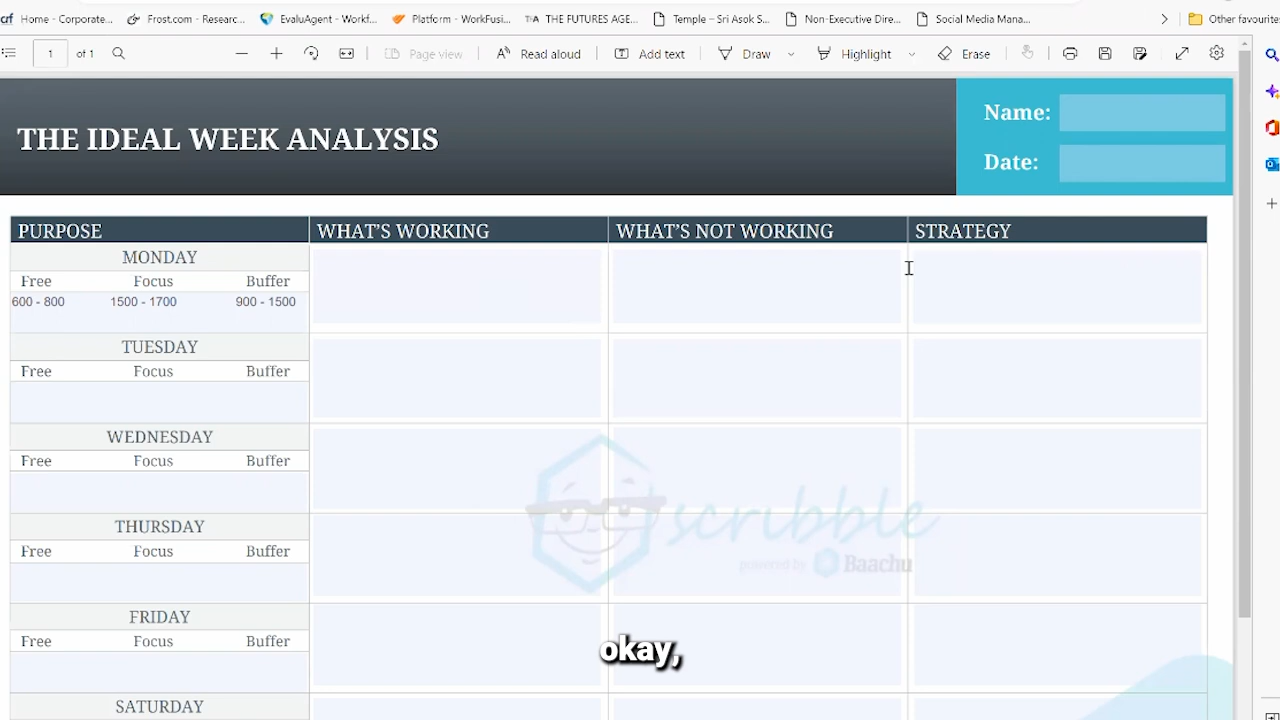 cf Home - Corporate... Frost.com - Researc... EvaluAgent - Workf... Platform - WorkFusi... THE FUTURES AGE... Temple – Sri Asok S... Non-Executive Dire... Social Media Mana... Other favourite
1 of 1 Page view Read aloud Add text Draw Highlight Erase
THE IDEAL WEEK ANALYSIS
Name:
Date:
PURPOSE WHAT'S WORKING WHAT'S NOT WORKING STRATEGY
MONDAY
Free Focus Buffer
600 - 800 1500 - 1700 900 - 1500
TUESDAY
Free Focus Buffer
WEDNESDAY
Free Focus Buffer
scribble
powered by Baachu
THURSDAY
Free Focus Buffer
FRIDAY
Free Focus Buffer
okay,
SATURDAY